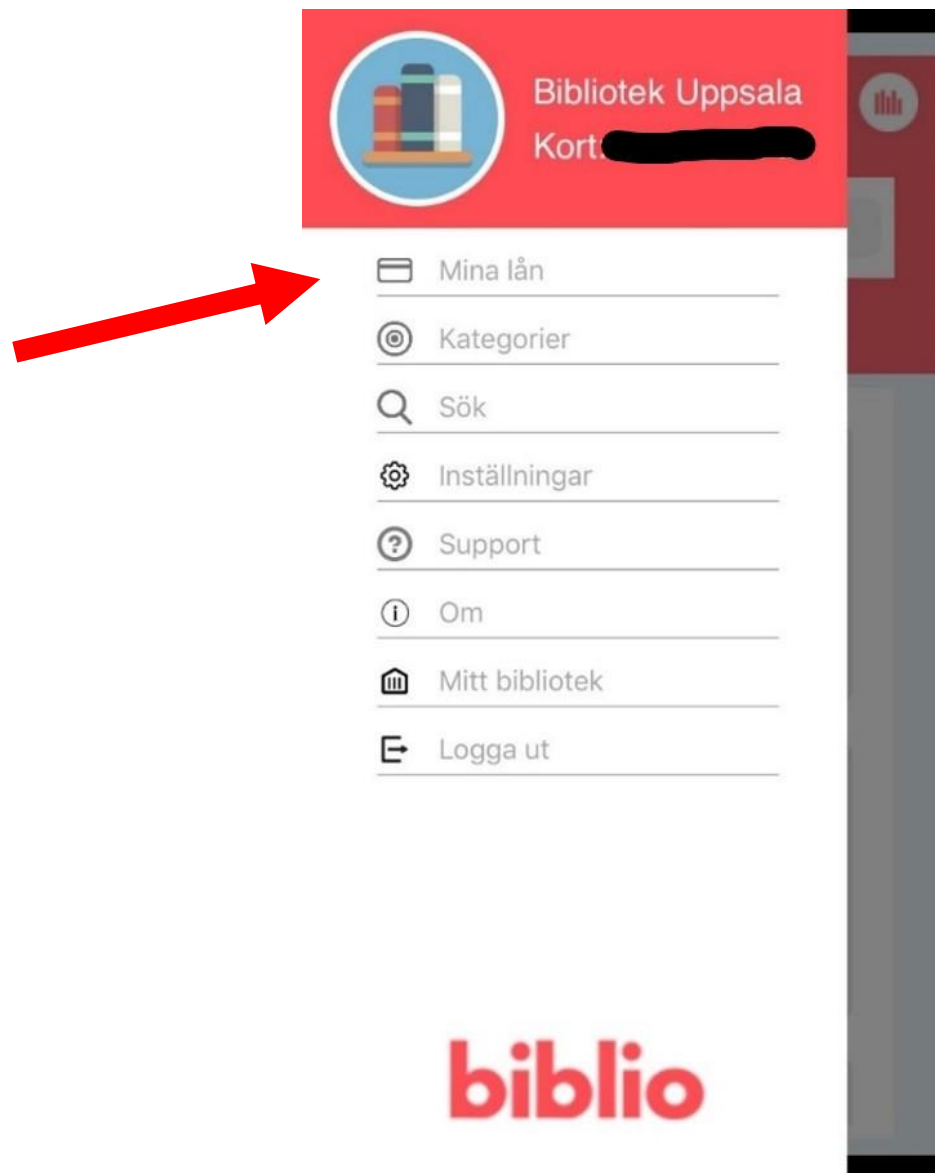 Bibliotek Uppsala
Kort:
Mina lån
Kategorier
Sök
Inställningar
Support
Om
Mitt bibliotek
Logga ut
biblio